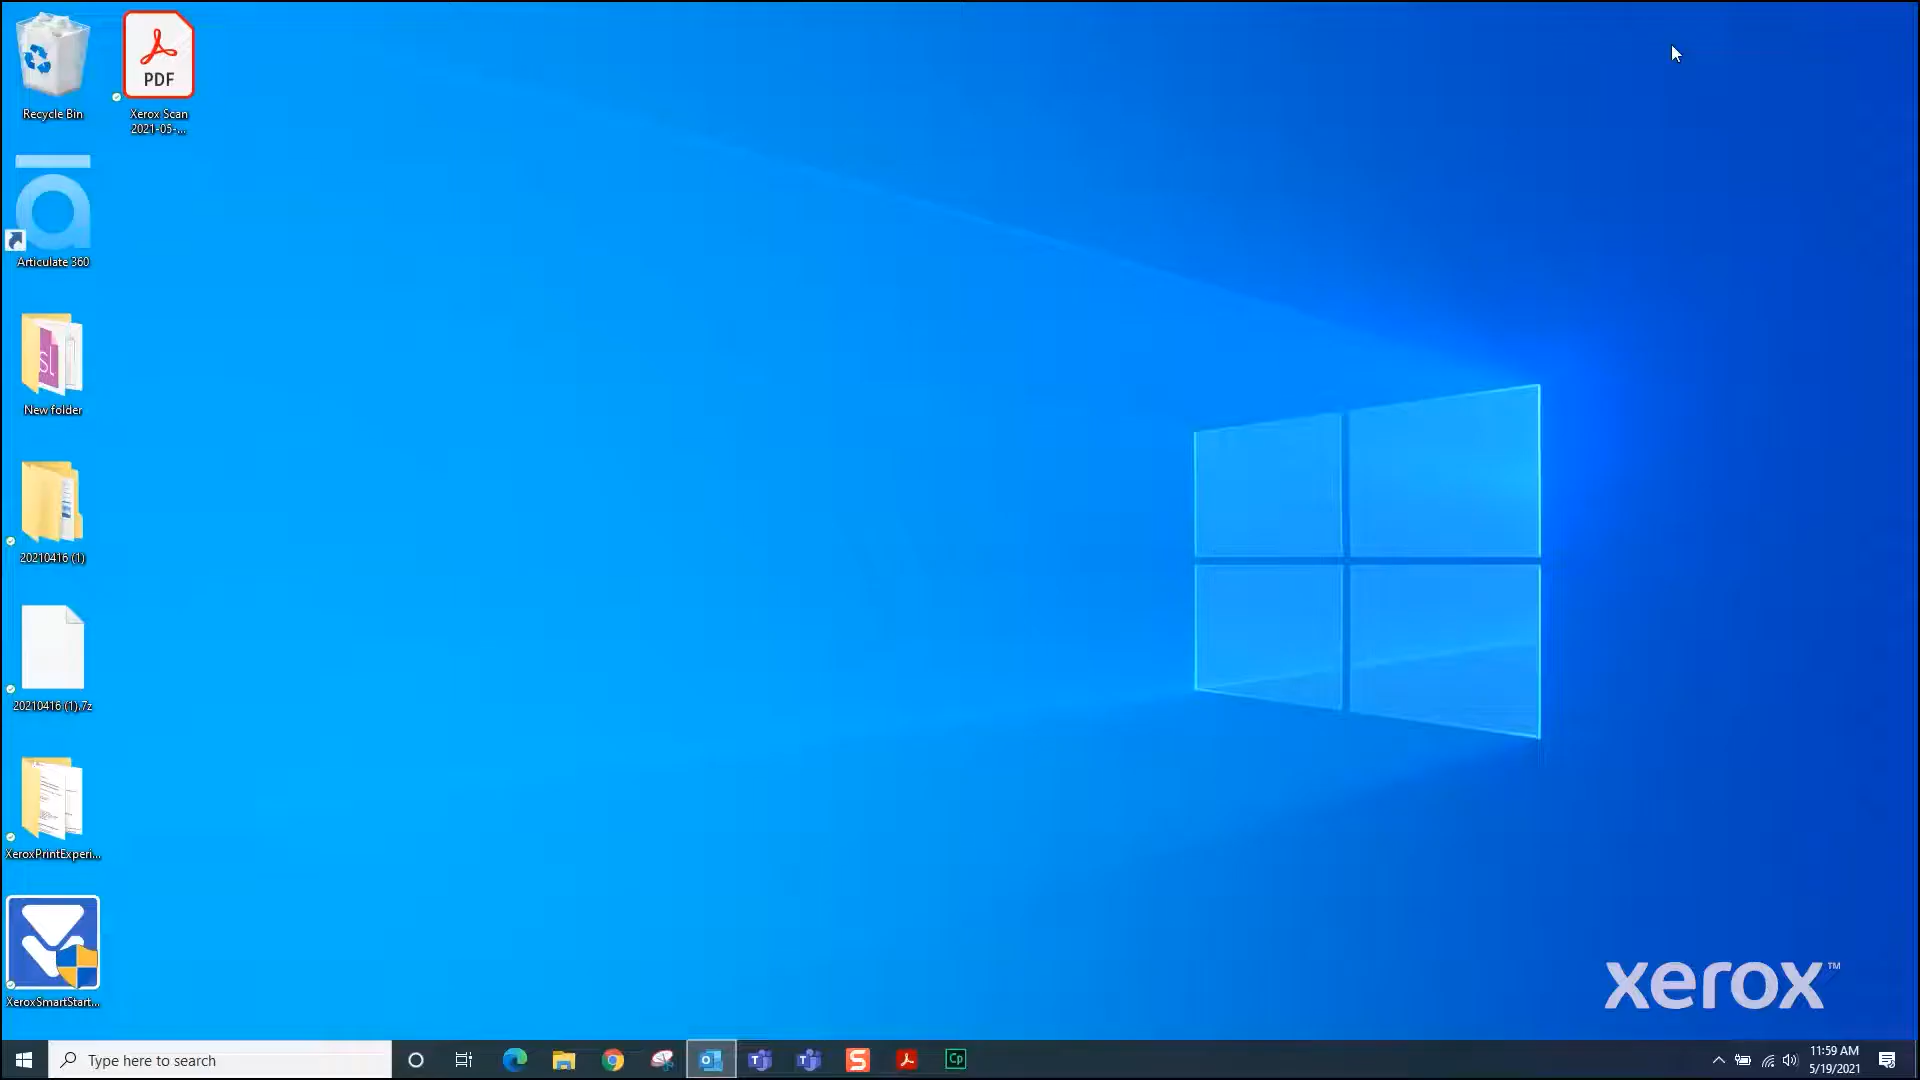 Recycle Bin
PDF
Xerox Scan
2021-05-...
Articulate 360
New folder
20210416 (1)
20210416 (1).7z
XeroxPrintExperi...
XeroxSmartStart...
xerox™
Type here to search
11:59 AM
5/19/2021